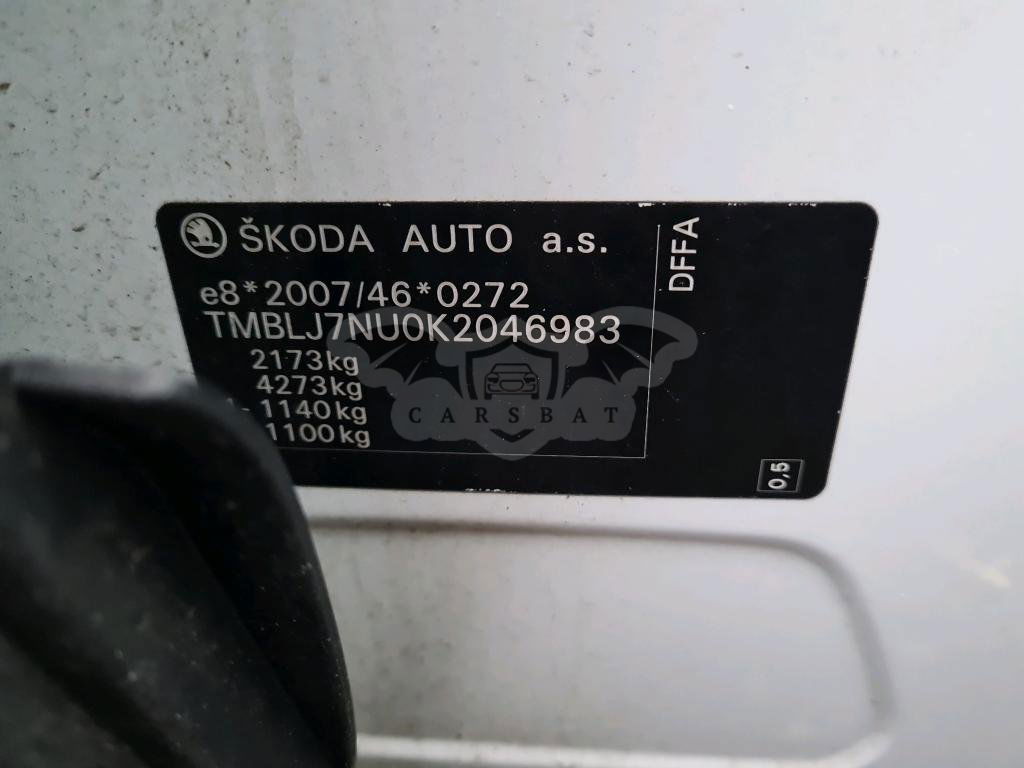 ŠKODA AUTO a.s.
e8*2007/46*0272
TMBLJ7NU0K2046983
2173kg
4273kg
- 1140kg
1100kg
DFFA
0,5
CARSBAT